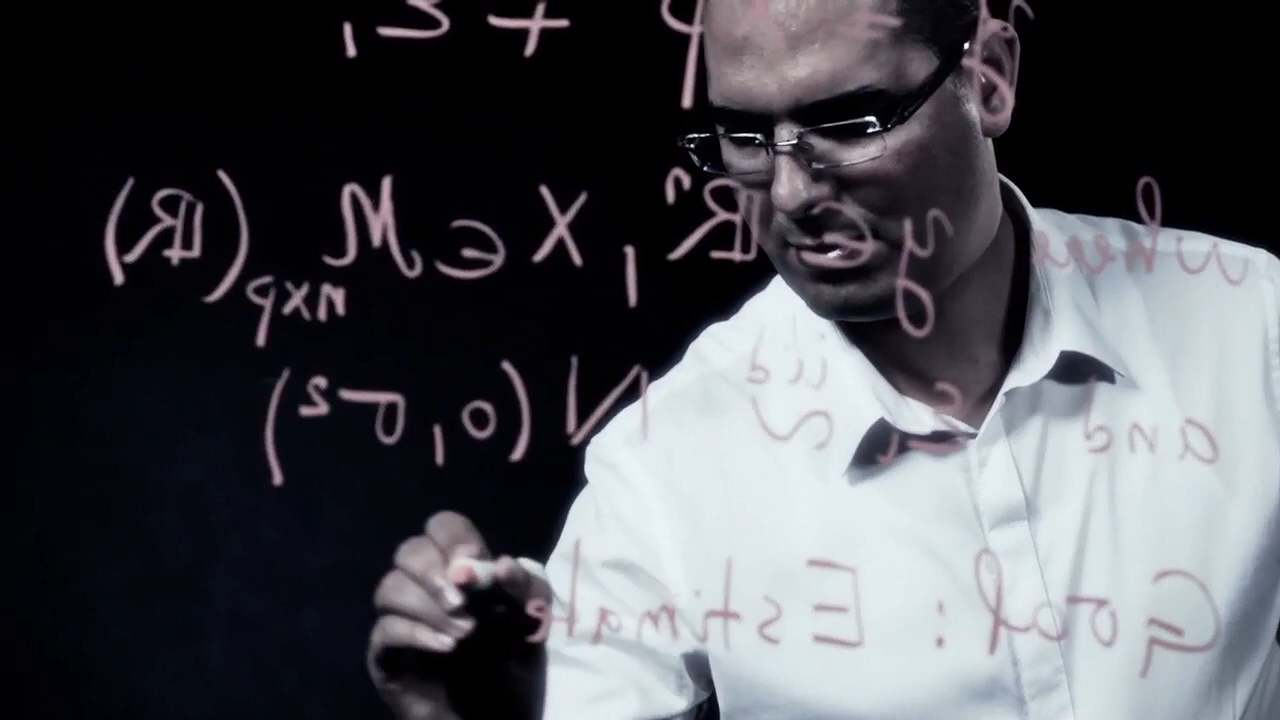 y = φ + ε,
where y ∈ ℝⁿ, X ∈ M_{n×p}(ℝ)
and ε ~ iid N(0, σ²)
Goal: Estimate